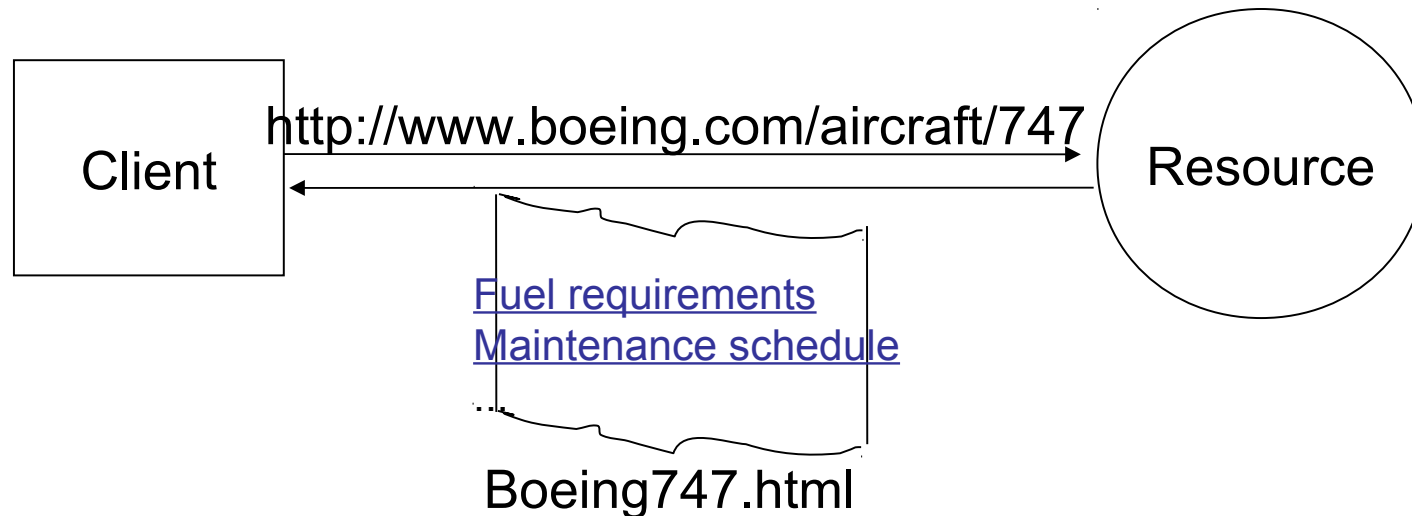 http://www.boeing.com/aircraft/747
Client
Resource
Fuel requirements
Maintenance schedule
...
Boeing747.html